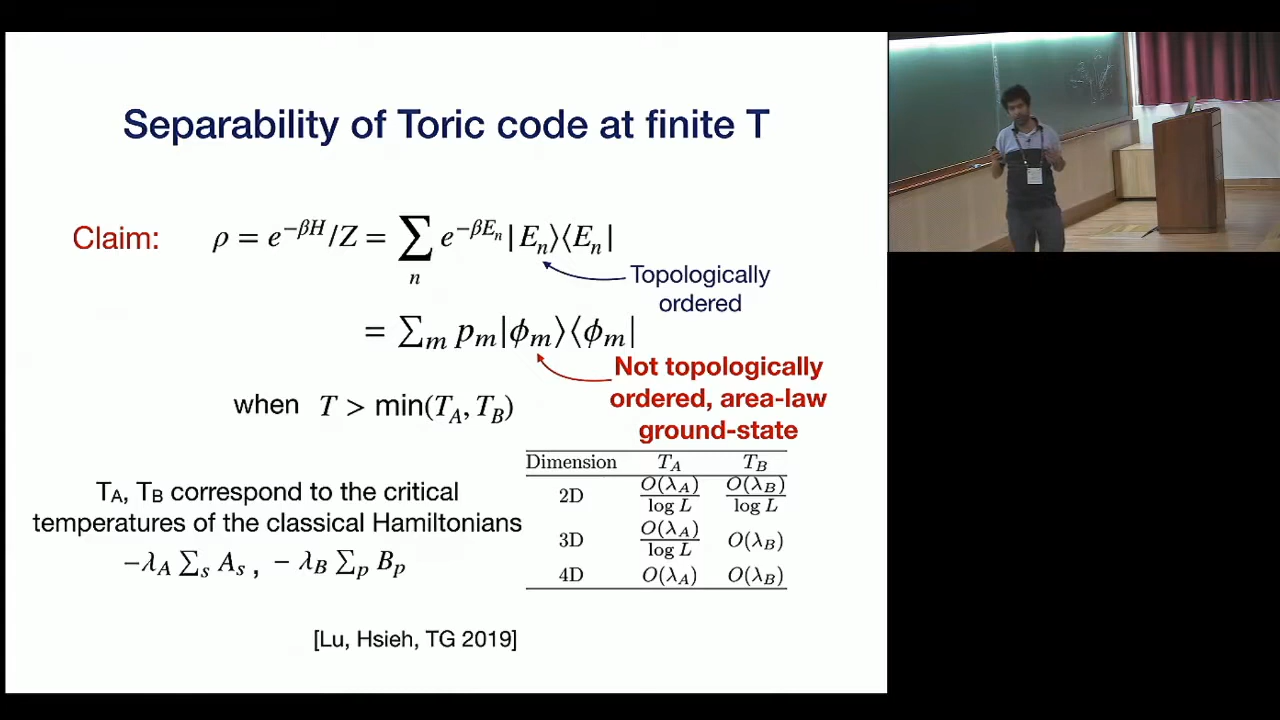 Separability of Toric code at finite T
Claim: ρ = e^{-βH}/Z = ∑_n e^{-βE_n} |E_n⟩⟨E_n|
Topologically
ordered
= ∑_m p_m|ϕ_m⟩⟨ϕ_m|
Not topologically
ordered, area-law
ground-state
when T > min(T_A, T_B)
Dimension T_A T_B
2D O(λ_A)/log L O(λ_B)/log L
3D O(λ_A)/log L O(λ_B)
4D O(λ_A) O(λ_B)
T_A, T_B correspond to the critical
temperatures of the classical Hamiltonians
−λ_A ∑_s A_s , − λ_B ∑_p B_p
[Lu, Hsieh, TG 2019]